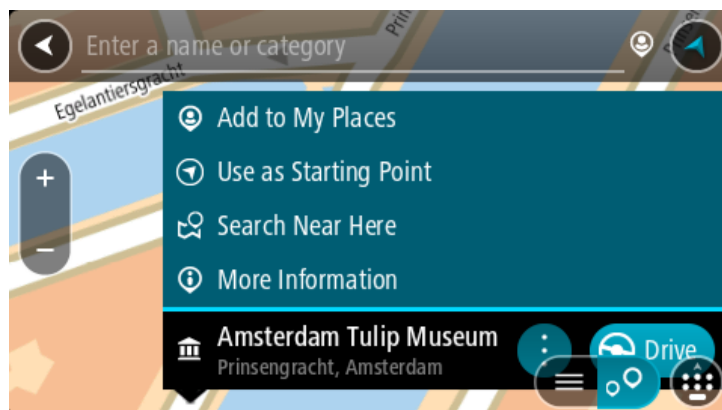 Enter a name or category
Egelantiersgracht
Add to My Places
Use as Starting Point
Search Near Here
More Information
Amsterdam Tulip Museum
Prinsengracht, Amsterdam
Drive